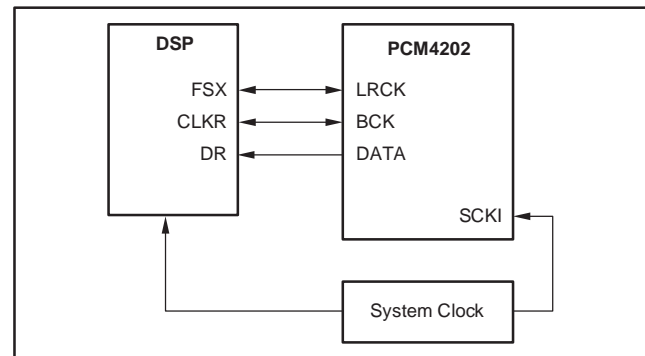 DSP
PCM4202
FSX
LRCK
CLKR
BCK
DR
DATA
SCKI
System Clock